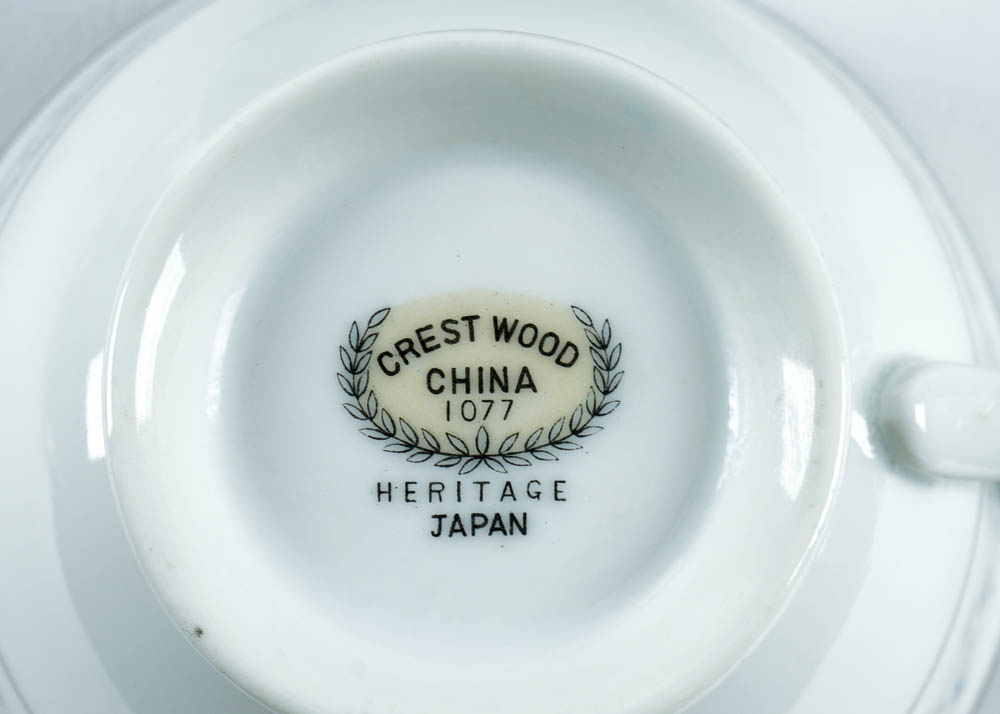 CREST WOOD
CHINA
1077
HERITAGE
JAPAN